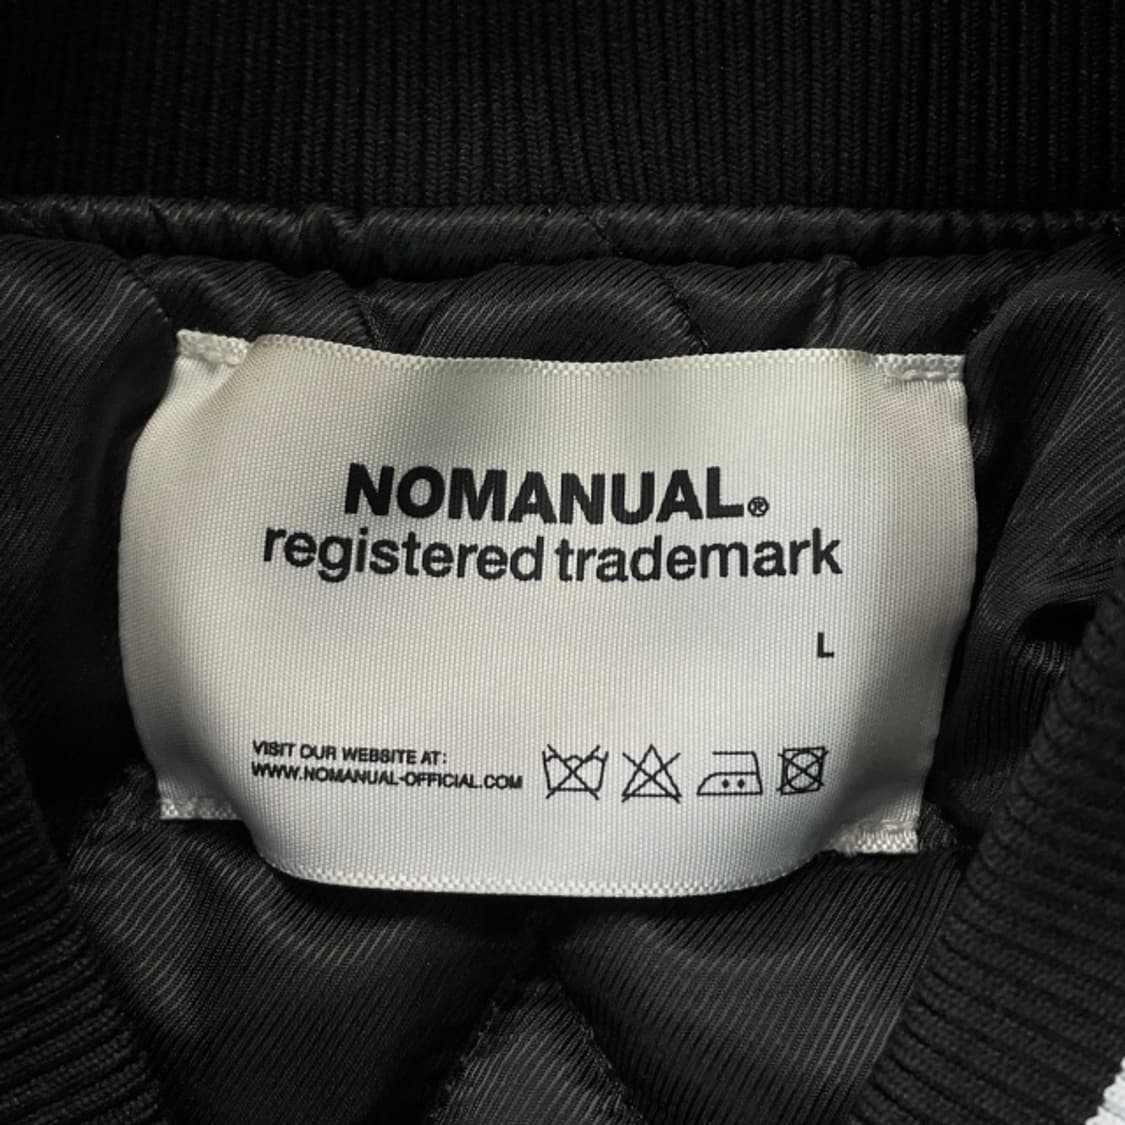 NOMANUAL®
registered trademark
L
VISIT OUR WEBSITE AT:
WWW.NOMANUAL-OFFICIAL.COM